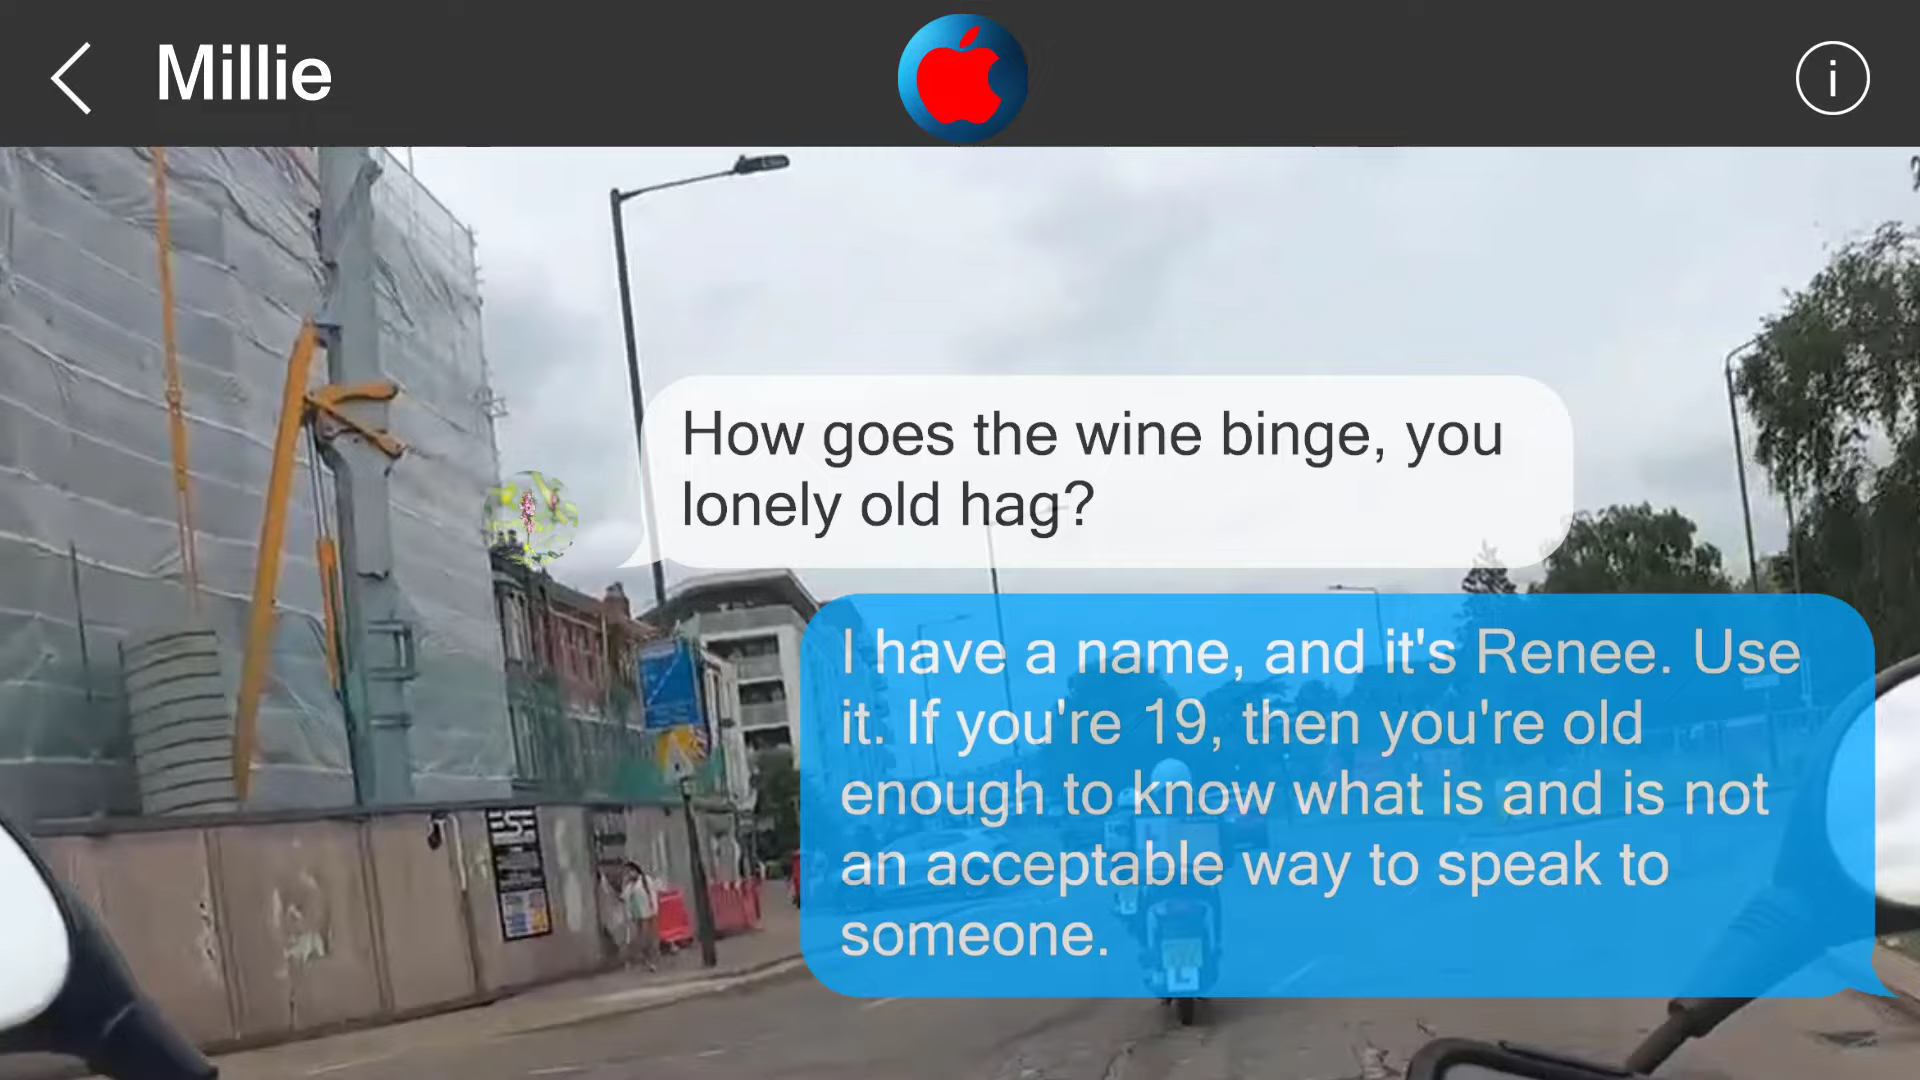 Millie
i
How goes the wine binge, you
lonely old hag?
I have a name, and it's Renee. Use
it. If you're 19, then you're old
enough to know what is and is not
an acceptable way to speak to
someone.
L